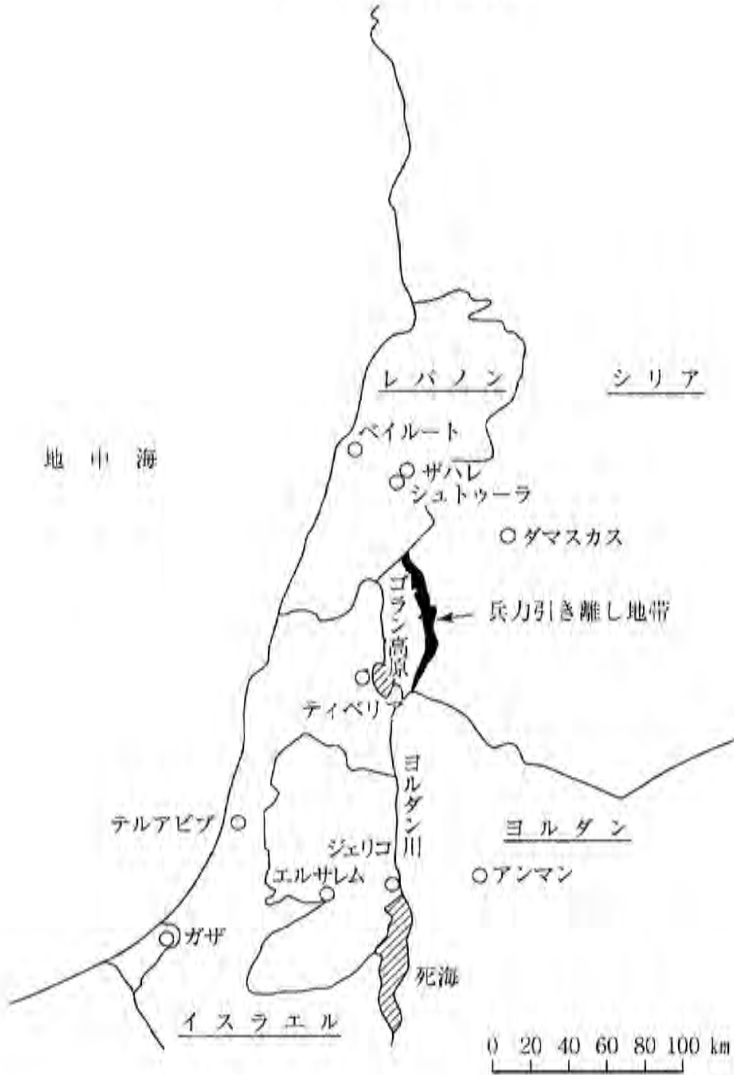 レバノン
シリア
ベイルート
地中海
ザハレ
シュトゥーラ
ダマスカス
ゴラン高原
兵力引き離し地帯
ティベリア
ヨルダン川
テルアビブ
ヨルダン
ジェリコ
エルサレム
アンマン
ガザ
死海
イスラエル
0 20 40 60 80 100 km